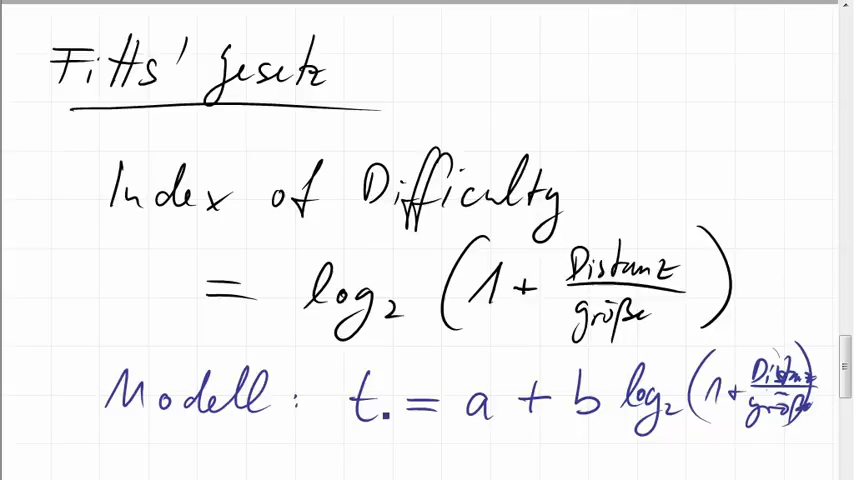 Fitts' Gesetz
Index of Difficulty
= log₂ (1 + Distanz/größe)
Modell: t. = a + b log₂ (1 + Distanz/größe)